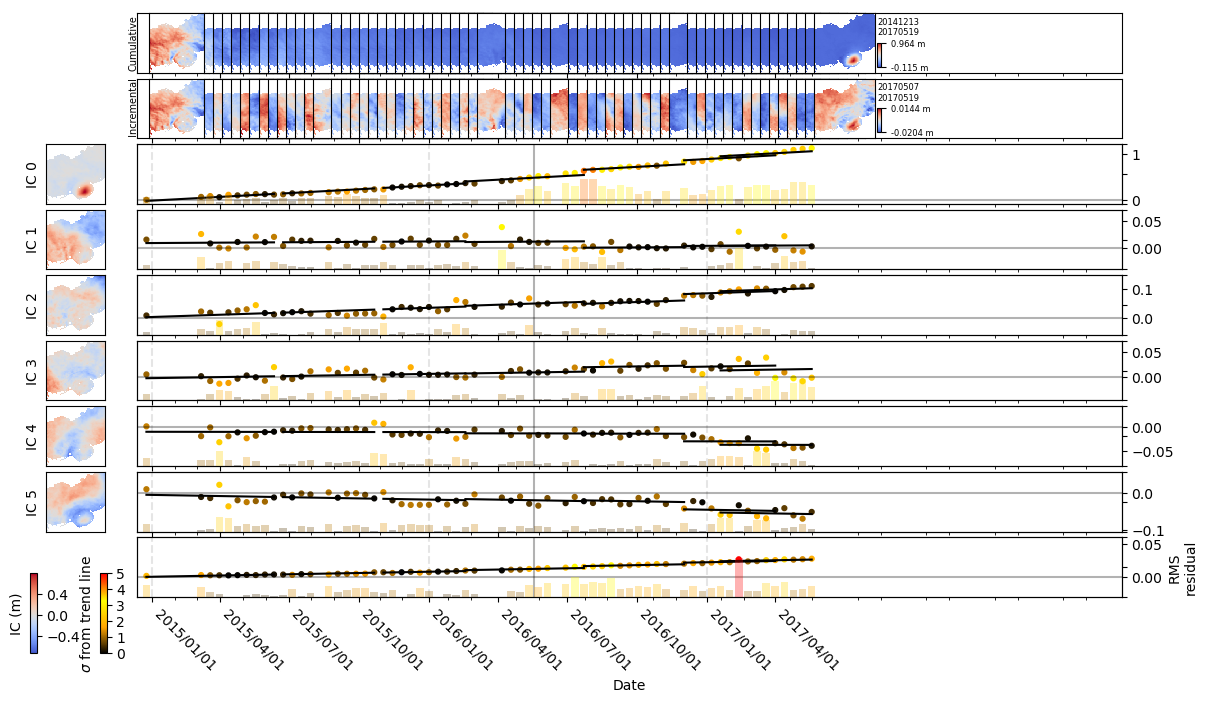 Cumulative
20141213
20170519
0.964 m
-0.115 m
Incremental
20170507
20170519
0.0144 m
-0.0204 m
IC 0
1
0
IC 1
0.05
0.00
IC 2
0.1
0.0
IC 3
0.05
0.00
IC 4
0.00
−0.05
IC 5
0.0
−0.1
0.05
0.00
RMS
residual
IC (m)
0.4
0.0
−0.4
σ from trend line
5
4
3
2
1
0
2015/01/01
2015/04/01
2015/07/01
2015/10/01
2016/01/01
2016/04/01
2016/07/01
2016/10/01
2017/01/01
2017/04/01
Date